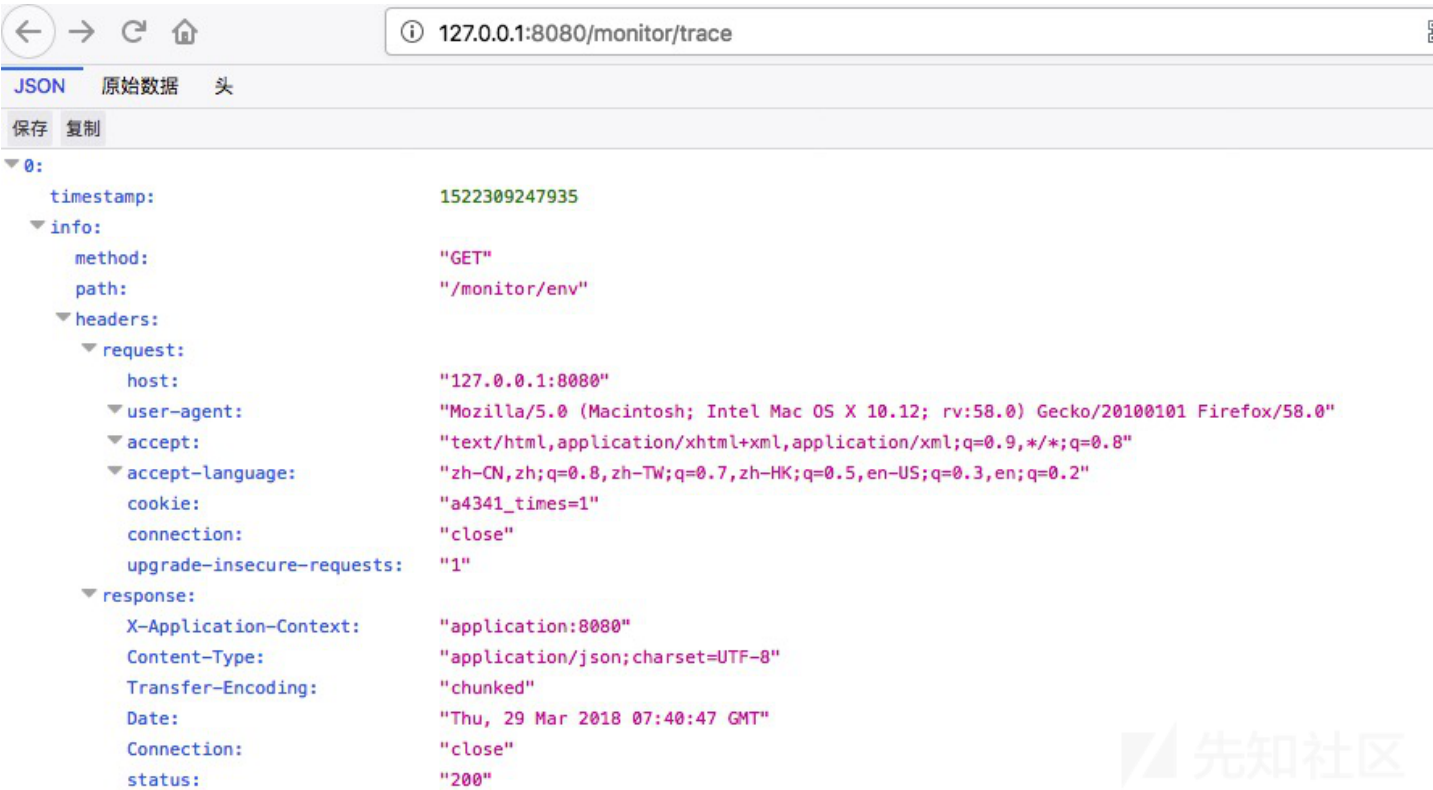 127.0.0.1:8080/monitor/trace
JSON 原始数据 头
保存 复制
0:
timestamp: 1522309247935
info:
method: "GET"
path: "/monitor/env"
headers:
request:
host: "127.0.0.1:8080"
user-agent: "Mozilla/5.0 (Macintosh; Intel Mac OS X 10.12; rv:58.0) Gecko/20100101 Firefox/58.0"
accept: "text/html,application/xhtml+xml,application/xml;q=0.9,*/*;q=0.8"
accept-language: "zh-CN,zh;q=0.8,zh-TW;q=0.7,zh-HK;q=0.5,en-US;q=0.3,en;q=0.2"
cookie: "a4341_times=1"
connection: "close"
upgrade-insecure-requests: "1"
response:
X-Application-Context: "application:8080"
Content-Type: "application/json;charset=UTF-8"
Transfer-Encoding: "chunked"
Date: "Thu, 29 Mar 2018 07:40:47 GMT"
Connection: "close"
status: "200"
先知社区